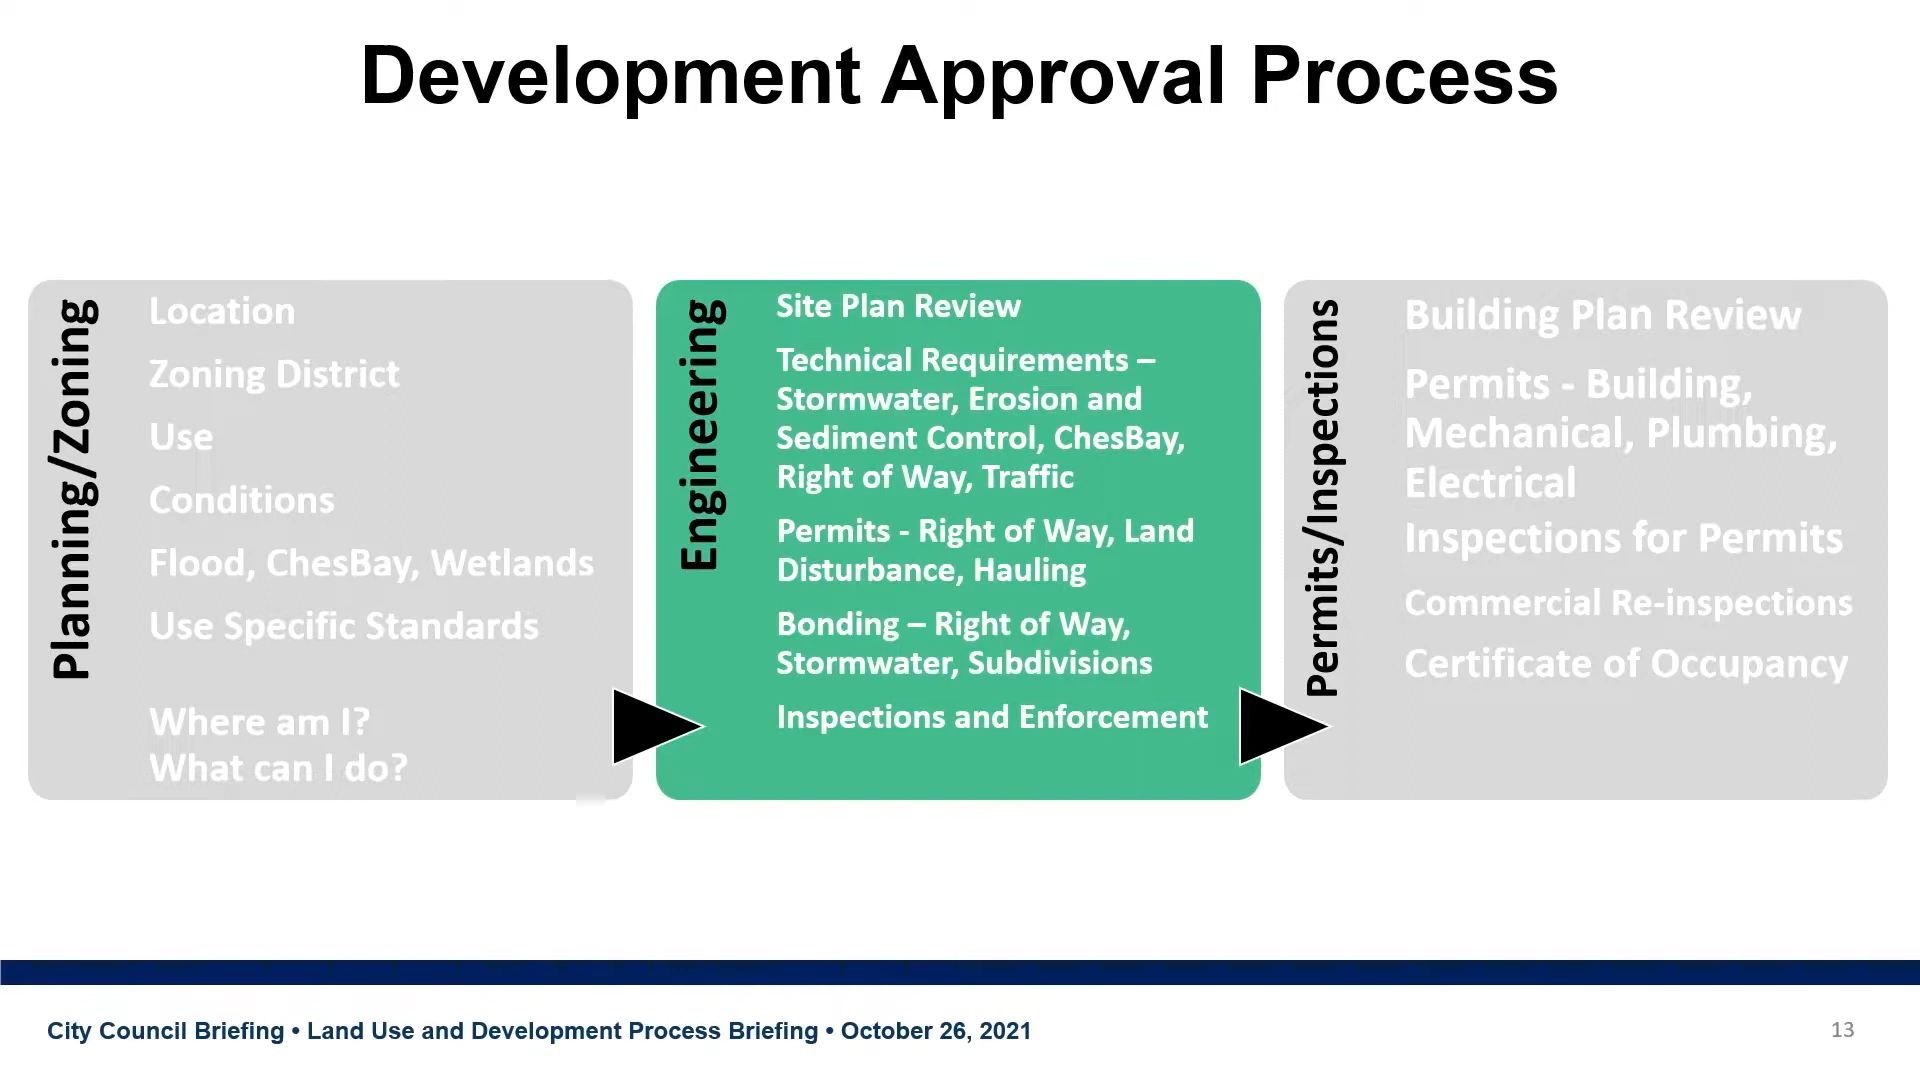 Development Approval Process
Planning/Zoning
Location
Zoning District
Use
Conditions
Flood, ChesBay, Wetlands
Use Specific Standards
Where am I?
What can I do?
Engineering
Site Plan Review
Technical Requirements –
Stormwater, Erosion and
Sediment Control, ChesBay,
Right of Way, Traffic
Permits - Right of Way, Land
Disturbance, Hauling
Bonding – Right of Way,
Stormwater, Subdivisions
Inspections and Enforcement
Permits/Inspections
Building Plan Review
Permits - Building,
Mechanical, Plumbing,
Electrical
Inspections for Permits
Commercial Re-inspections
Certificate of Occupancy
City Council Briefing • Land Use and Development Process Briefing • October 26, 2021
13